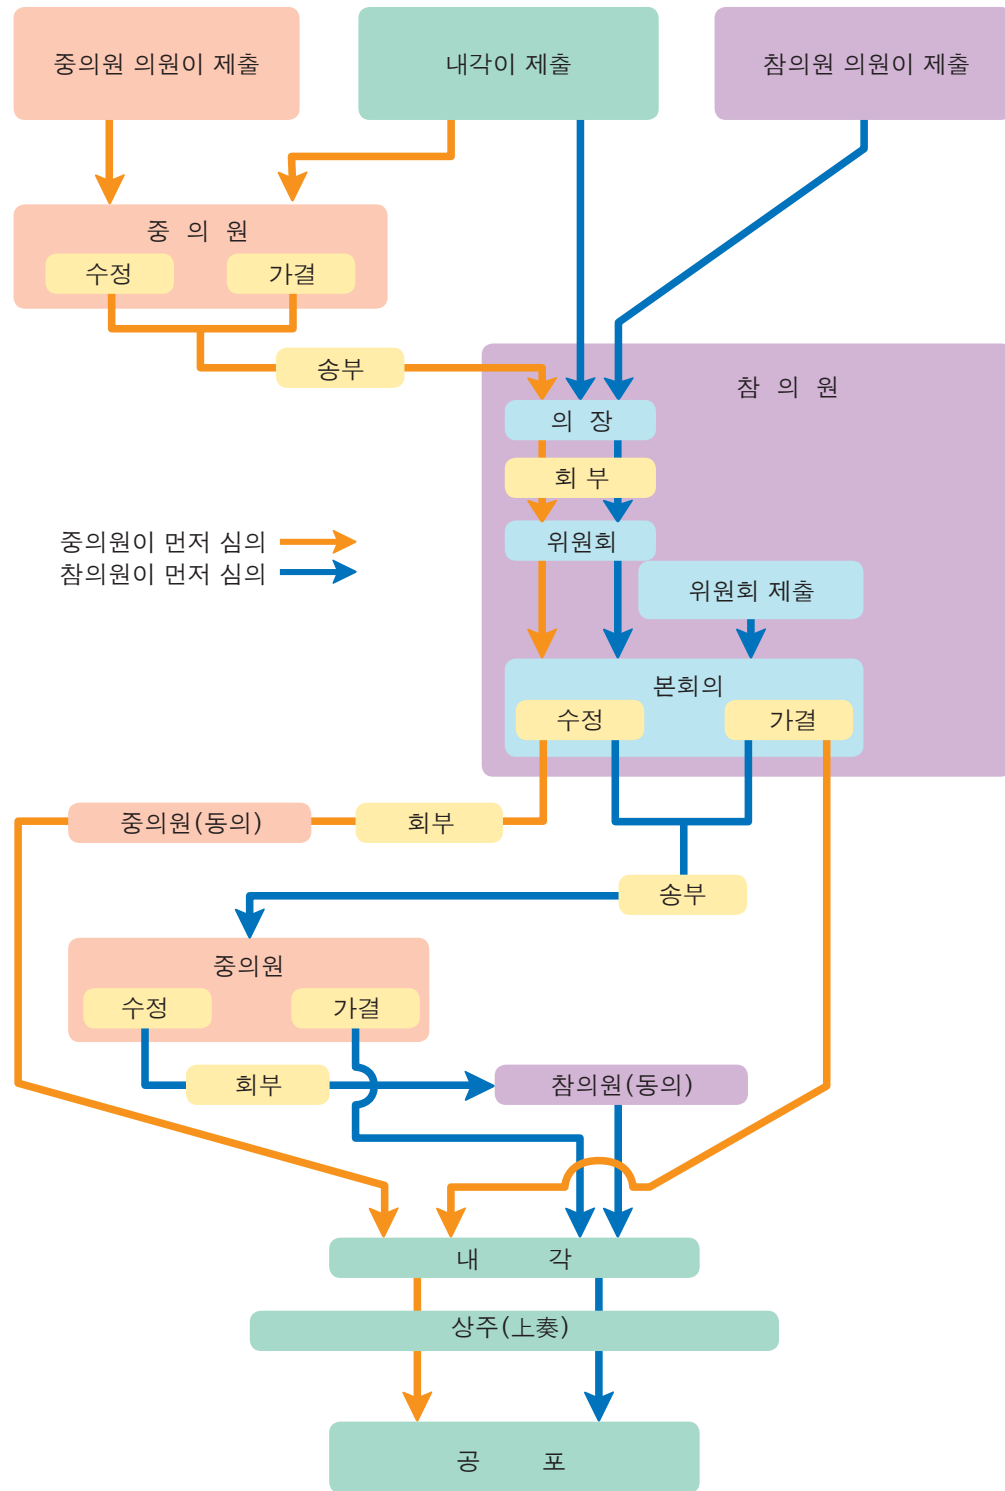 중의원 의원이 제출
내각이 제출
참의원 의원이 제출
중 의 원
수정
가결
송부
참 의 원
의 장
회 부
중의원이 먼저 심의
참의원이 먼저 심의
위원회
위원회 제출
본회의
수정
가결
중의원(동의)
회부
송부
중의원
수정
가결
회부
참의원(동의)
내 각
상주(上奏)
공 포